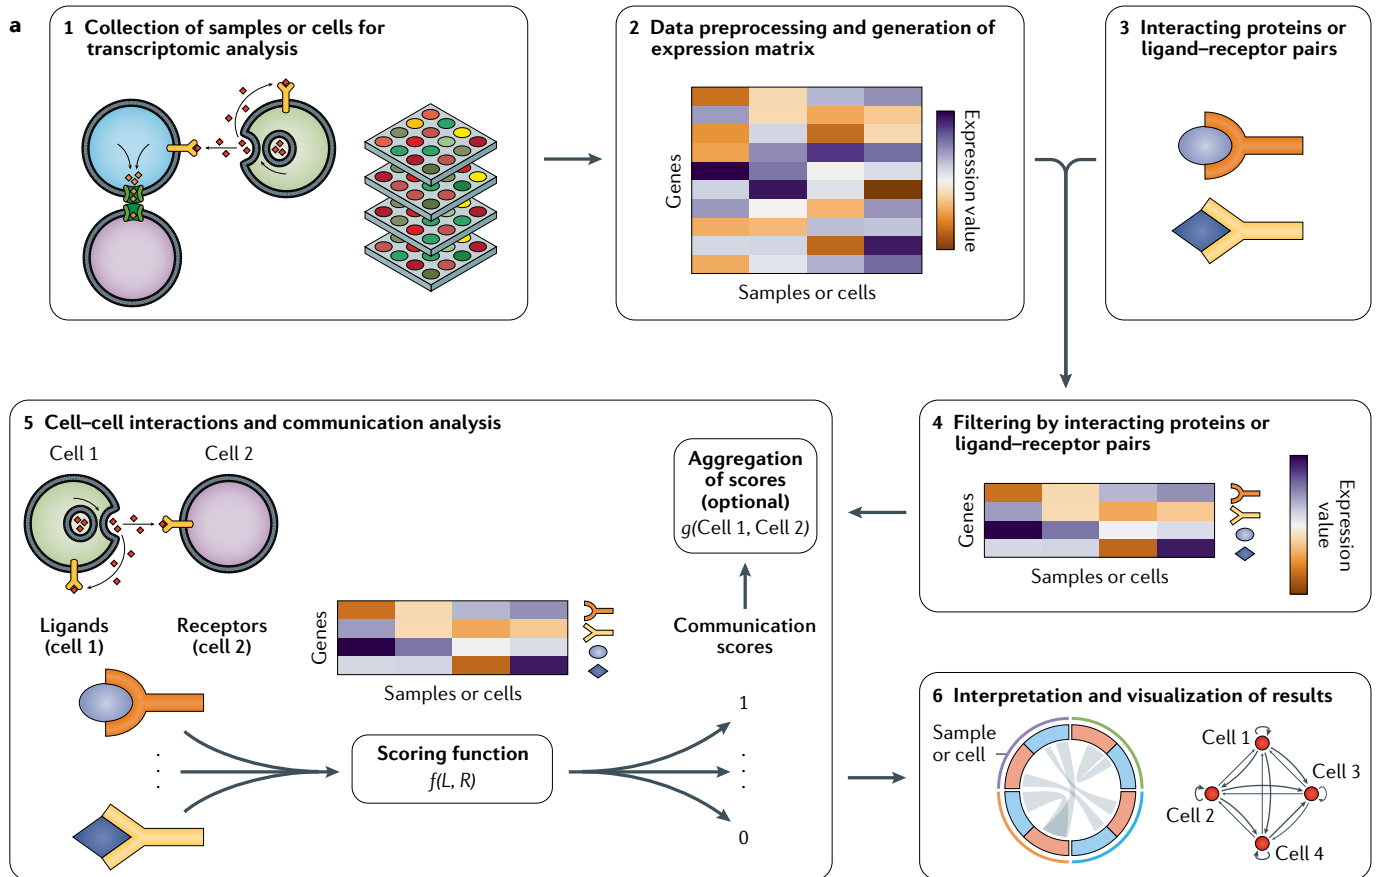 a
1 Collection of samples or cells for
transcriptomic analysis
2 Data preprocessing and generation of
expression matrix
Genes
Expression value
Samples or cells
3 Interacting proteins or
ligand–receptor pairs
4 Filtering by interacting proteins or
ligand–receptor pairs
Genes
Expression
value
Samples or cells
5 Cell–cell interactions and communication analysis
Cell 1
Cell 2
Ligands
(cell 1)
Receptors
(cell 2)
Genes
Samples or cells
Aggregation
of scores
(optional)
g(Cell 1, Cell 2)
Communication
scores
Scoring function
f(L, R)
1
0
6 Interpretation and visualization of results
Sample
or cell
Cell 1
Cell 3
Cell 2
Cell 4